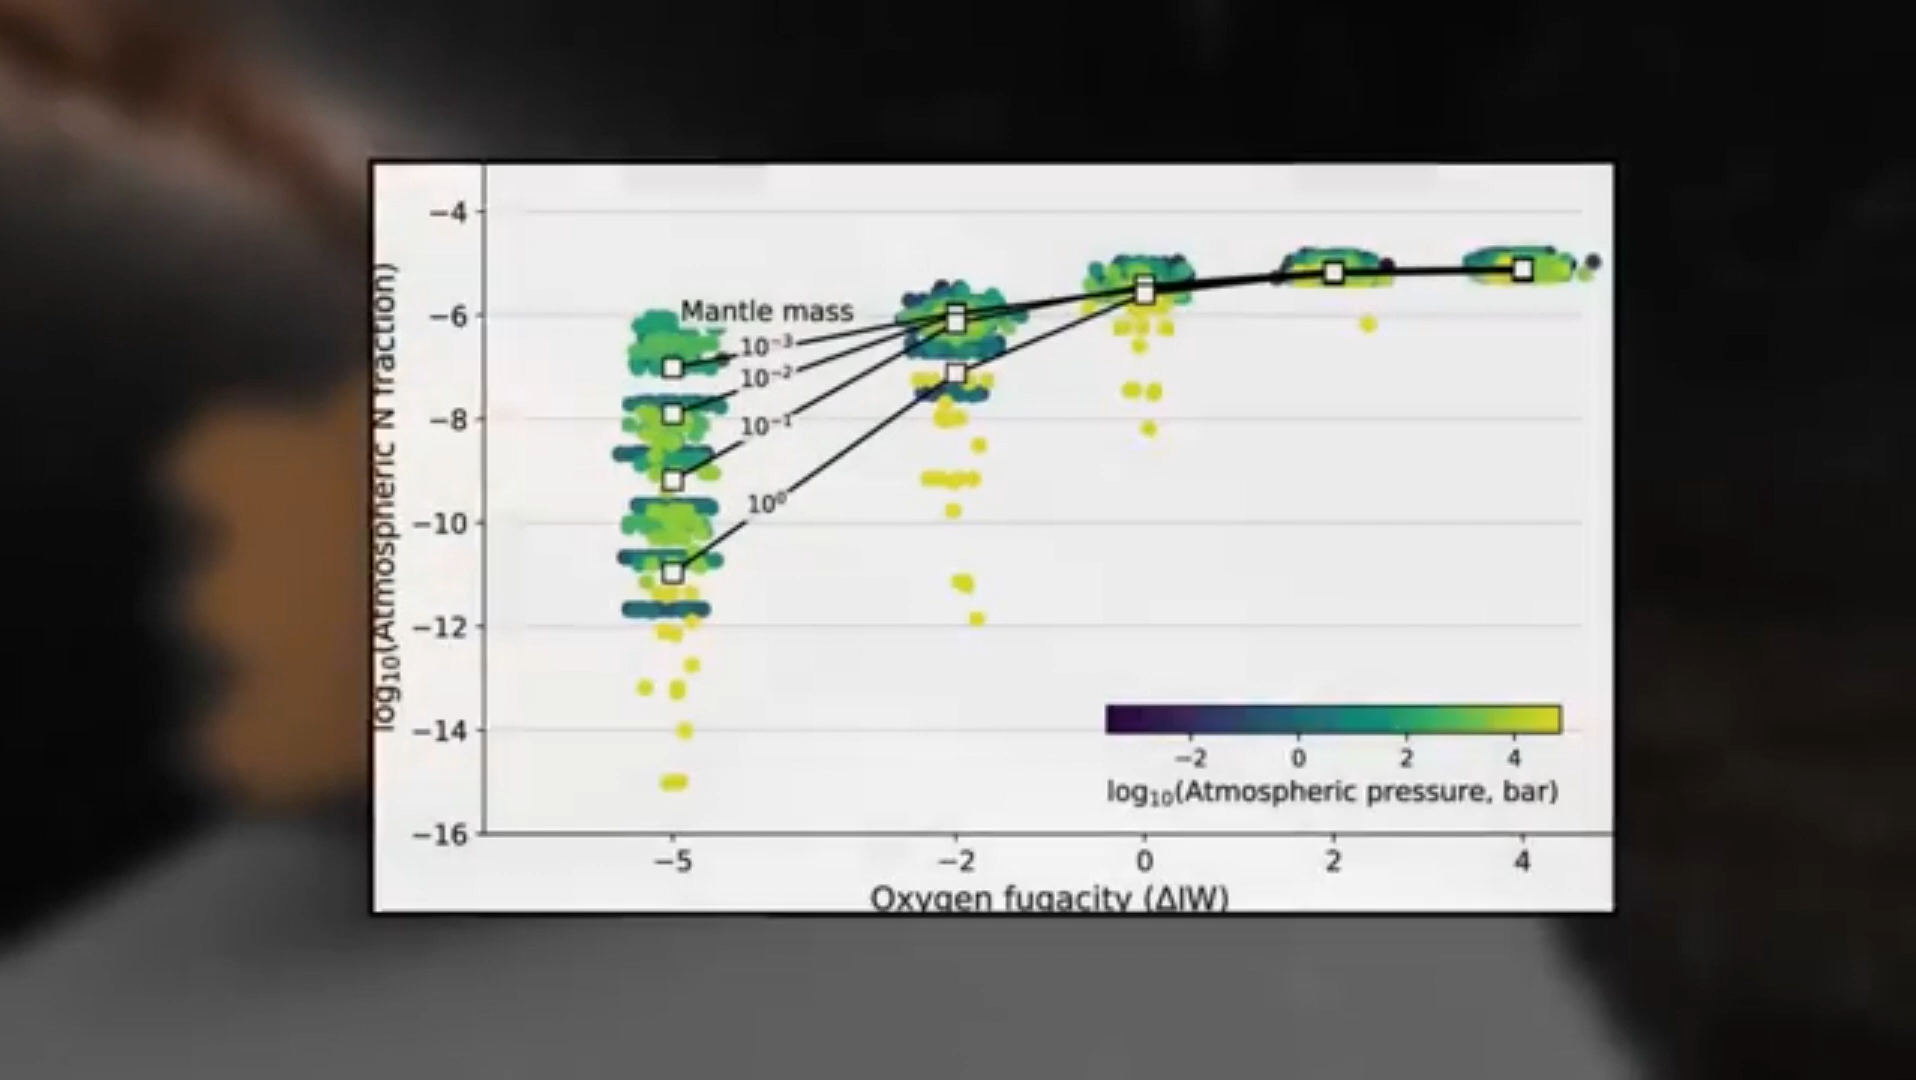 −4
−6
−8
−10
−12
−14
−16
log₁₀(Atmospheric N fraction)
Mantle mass
10⁻³
10⁻²
10⁻¹
10⁰
−2 0 2 4
log₁₀(Atmospheric pressure, bar)
−5 −2 0 2 4
Oxygen fugacity (ΔIW)